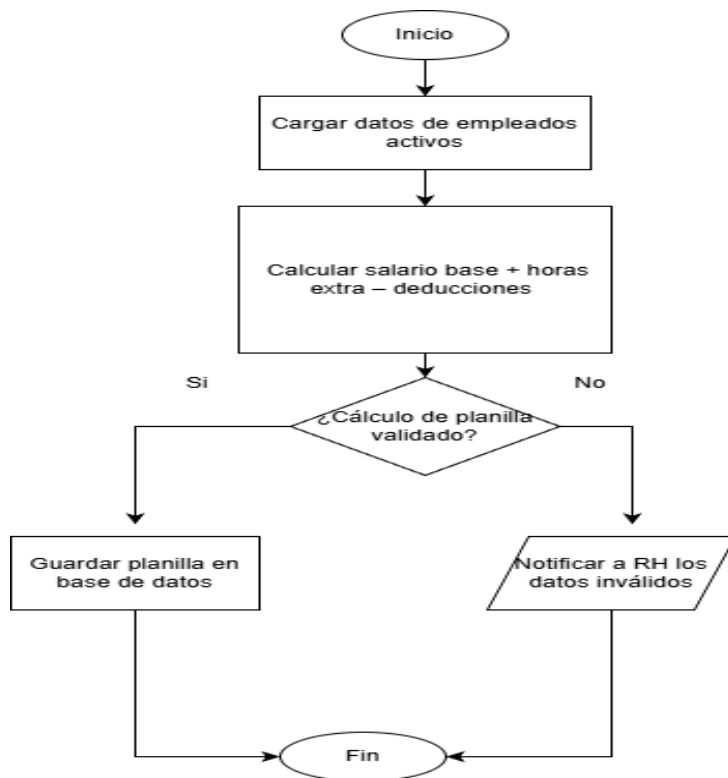 Inicio
Cargar datos de empleados
activos
Calcular salario base + horas
extra – deducciones
Si
No
¿Cálculo de planilla
validado?
Guardar planilla en
base de datos
Notificar a RH los
datos inválidos
Fin